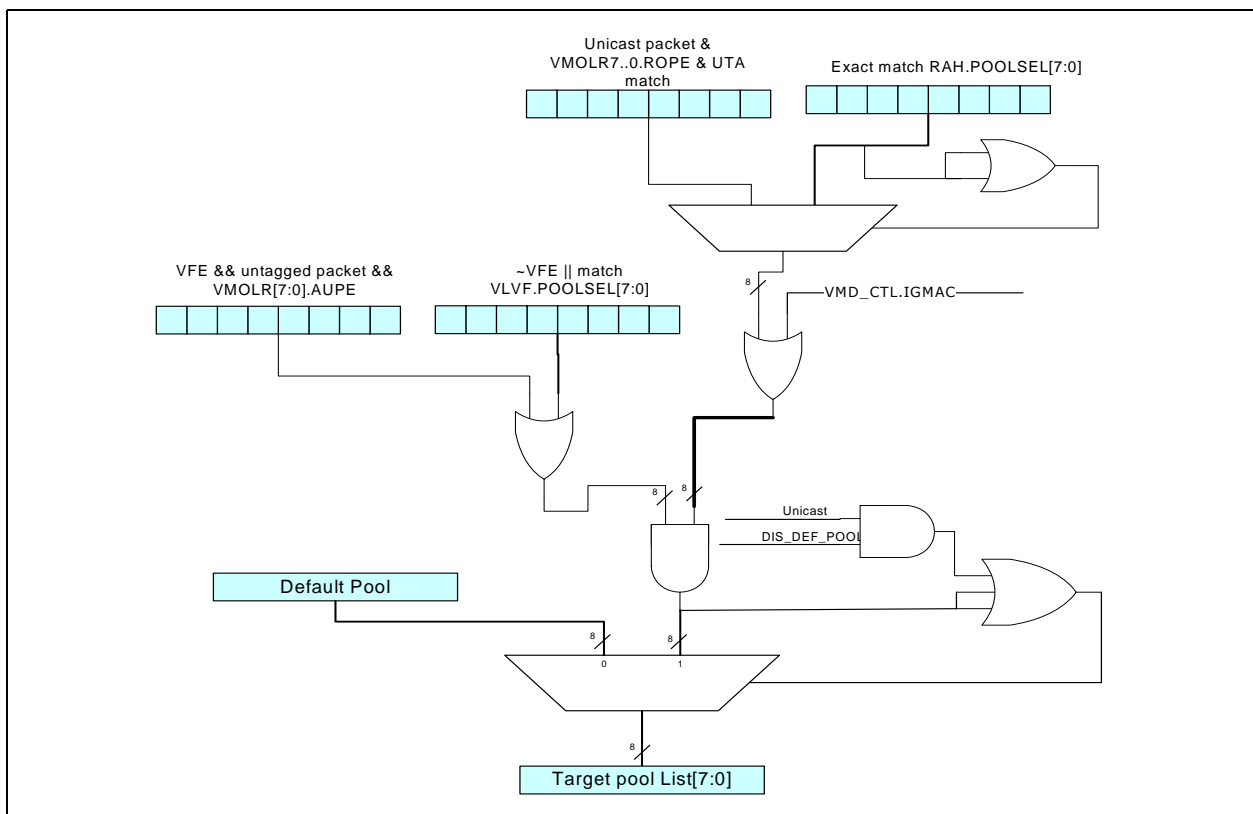 Unicast packet &
VMOLR7..0.ROPE & UTA
match
Exact match RAH.POOLSEL[7:0]
VFE && untagged packet &&
VMOLR[7:0].AUPE
~VFE || match
VLVF.POOLSEL[7:0]
8
VMD_CTL.IGMAC
8
8
Unicast
DIS_DEF_POOL
Default Pool
8
8
0
1
8
Target pool List[7:0]